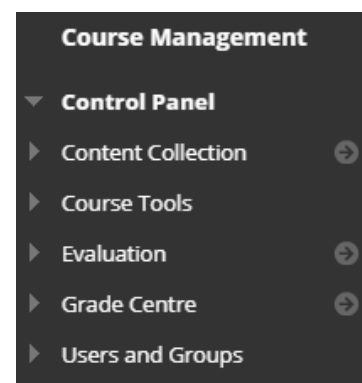 Course Management
Control Panel
Content Collection
Course Tools
Evaluation
Grade Centre
Users and Groups